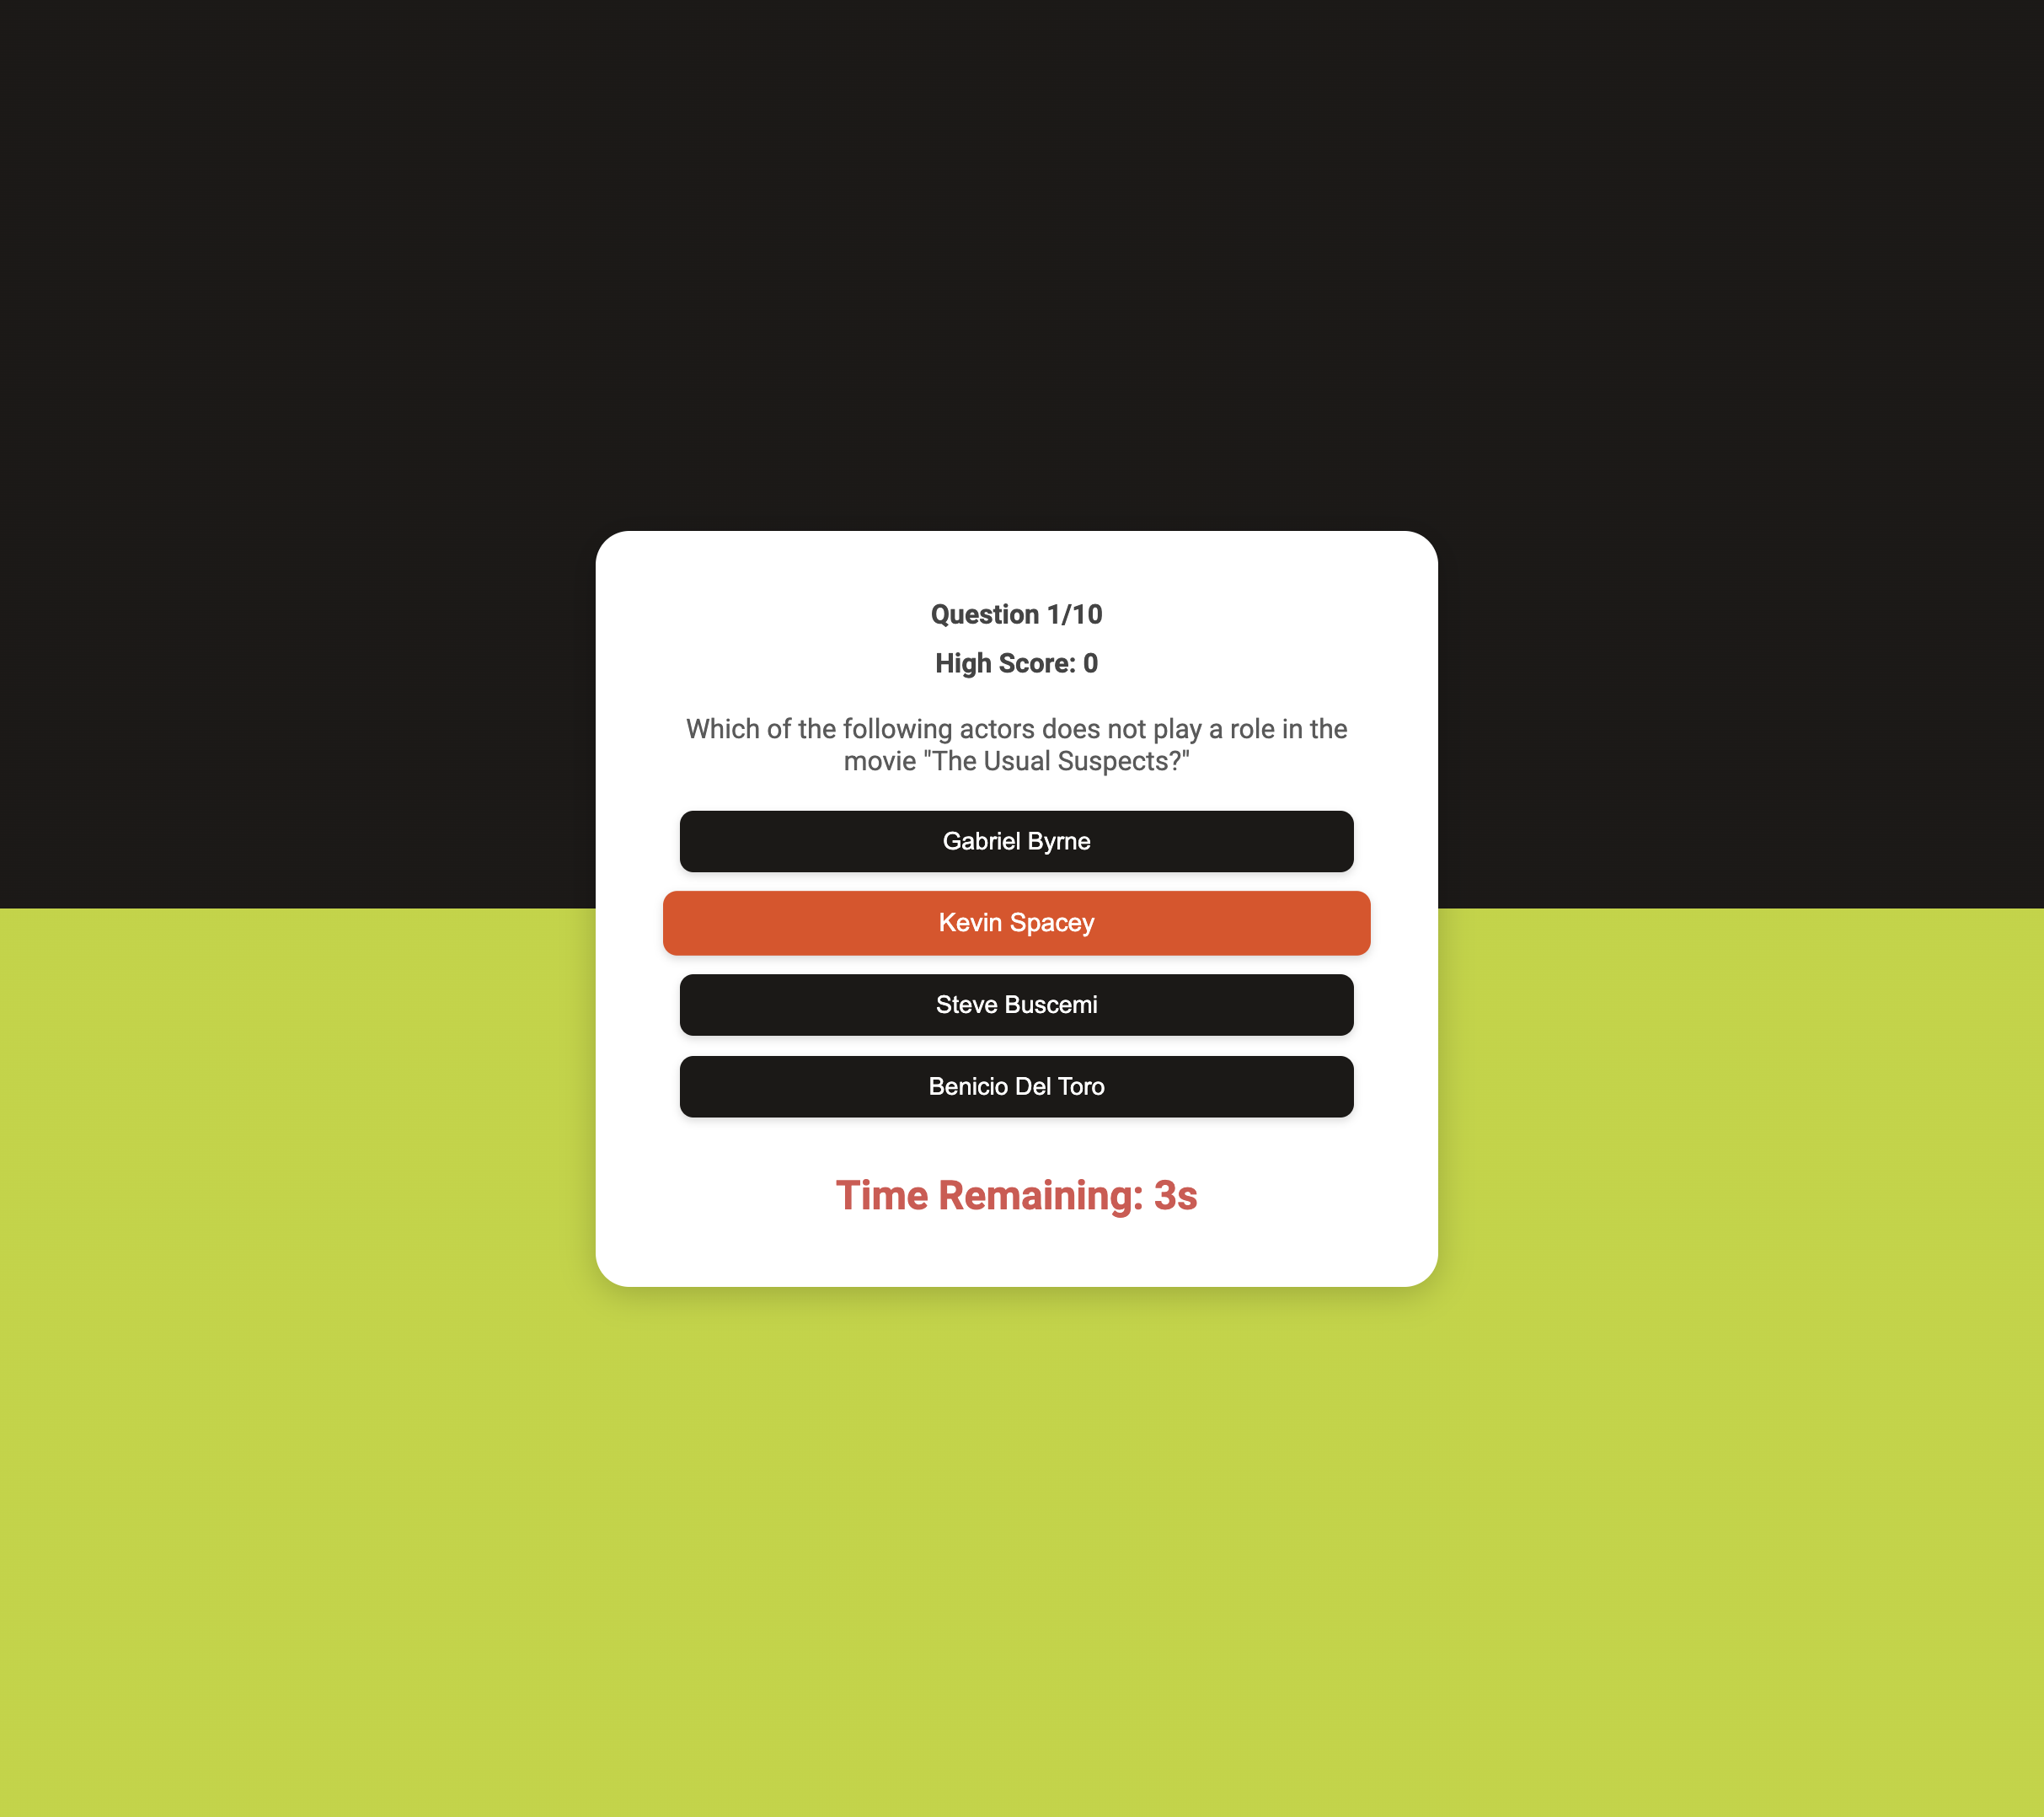 Question 1/10
High Score: 0
Which of the following actors does not play a role in the
movie "The Usual Suspects?"
Gabriel Byrne
Kevin Spacey
Steve Buscemi
Benicio Del Toro
Time Remaining: 3s